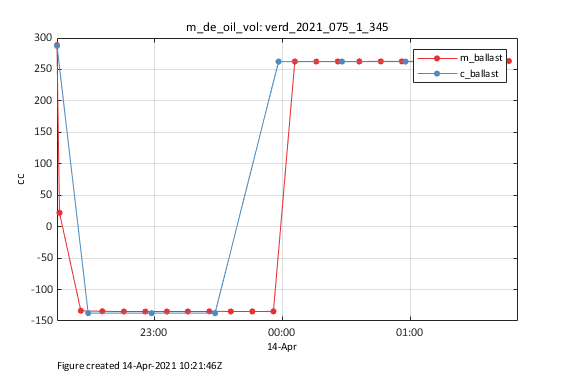 m_de_oil_vol: verd_2021_075_1_345
300
250
200
150
100
50
0
-50
-100
-150
cc
m_ballast
c_ballast
23:00
00:00
01:00
14-Apr
Figure created 14-Apr-2021 10:21:46Z